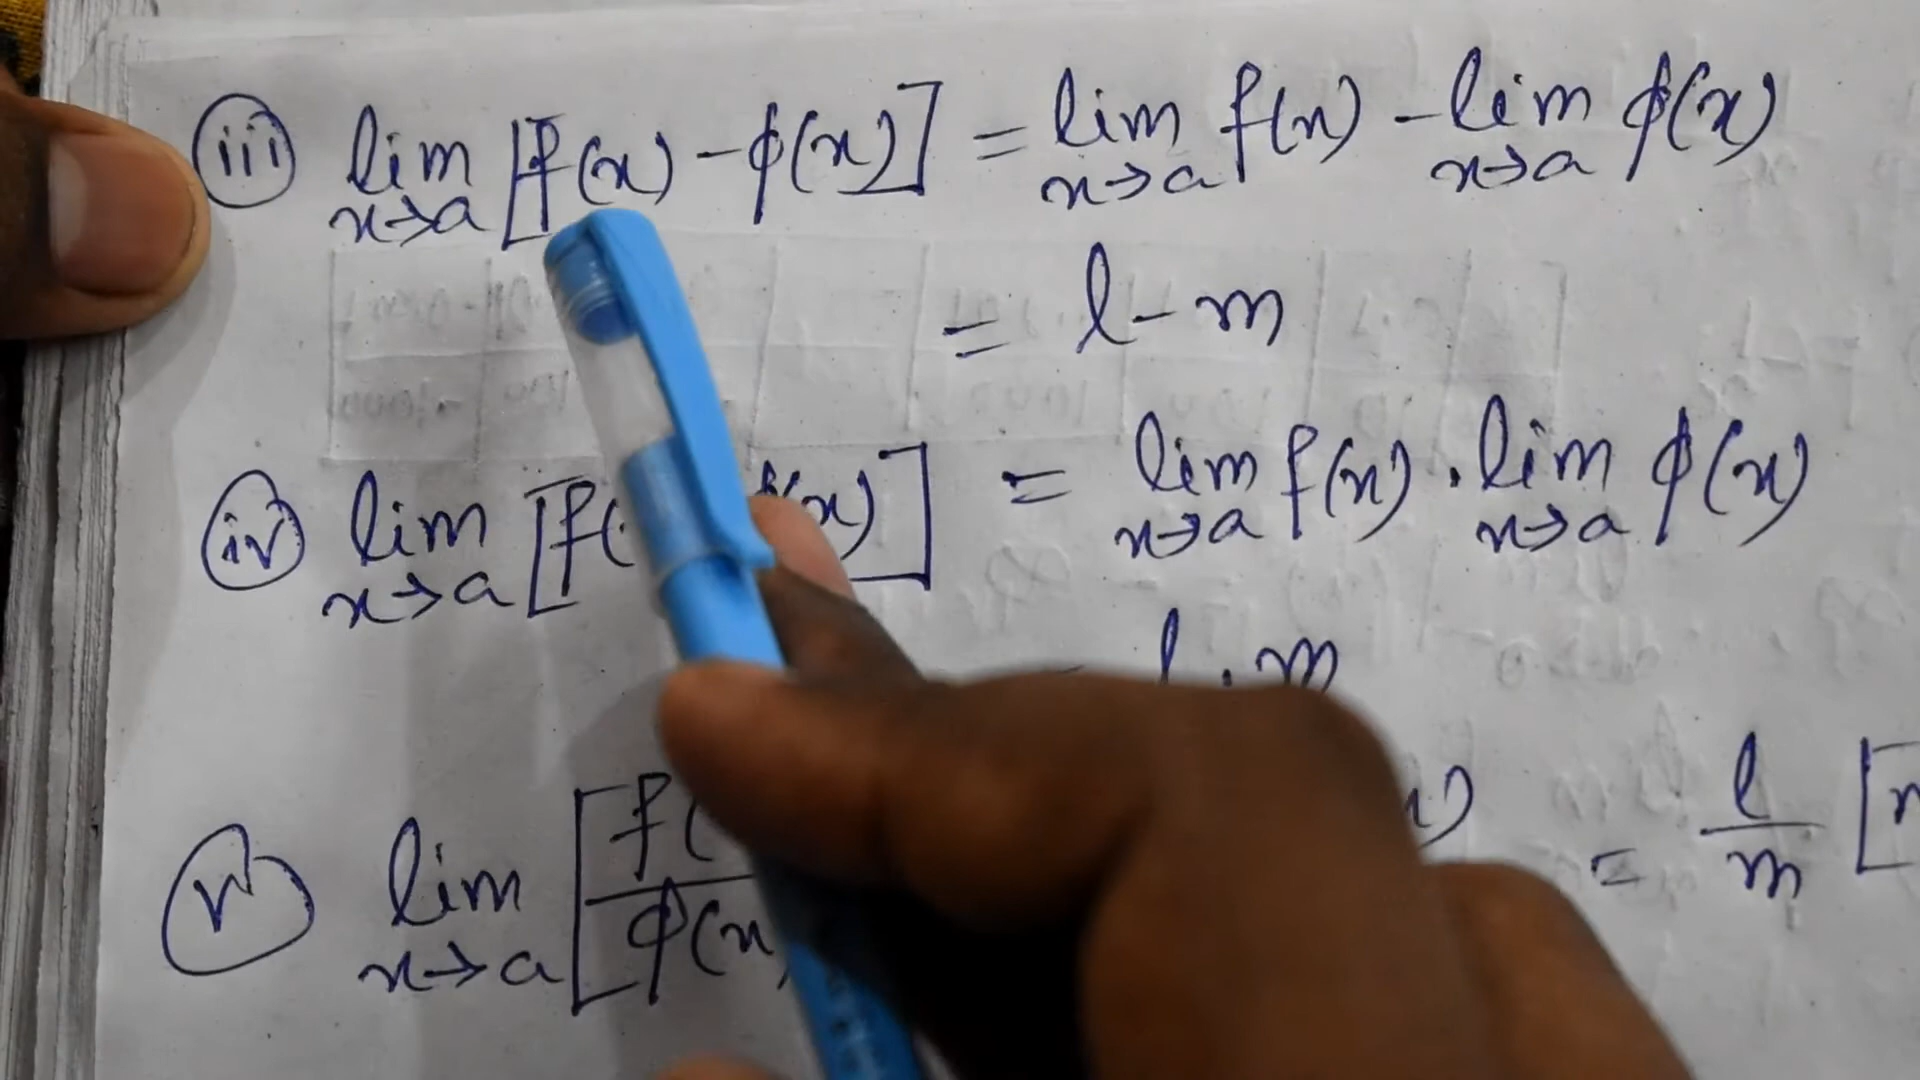 iii lim [f(x) - ϕ(x)] = lim f(x) - lim ϕ(x)
x→a x→a x→a
= l - m
iv lim [f( (x)] = lim f(x) . lim ϕ(x)
x→a x→a x→a
l . m
v lim [f( = l
x→a ϕ(x m